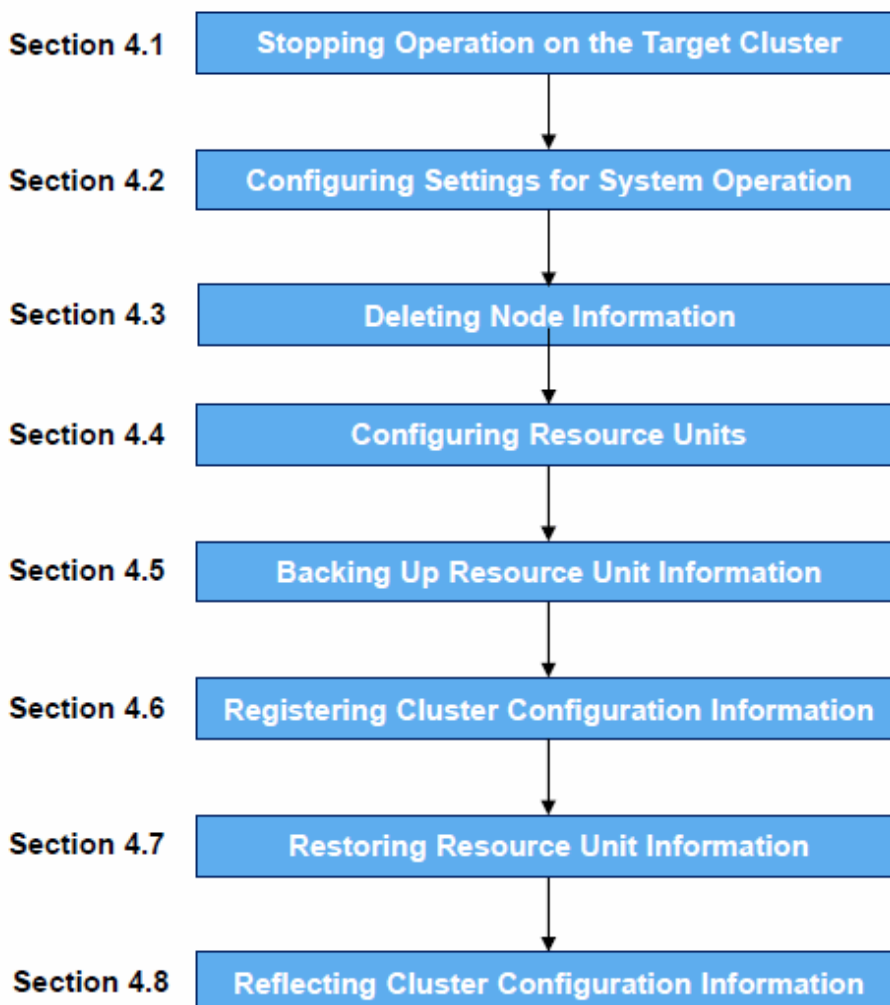 Section 4.1 Stopping Operation on the Target Cluster
Section 4.2 Configuring Settings for System Operation
Section 4.3 Deleting Node Information
Section 4.4 Configuring Resource Units
Section 4.5 Backing Up Resource Unit Information
Section 4.6 Registering Cluster Configuration Information
Section 4.7 Restoring Resource Unit Information
Section 4.8 Reflecting Cluster Configuration Information